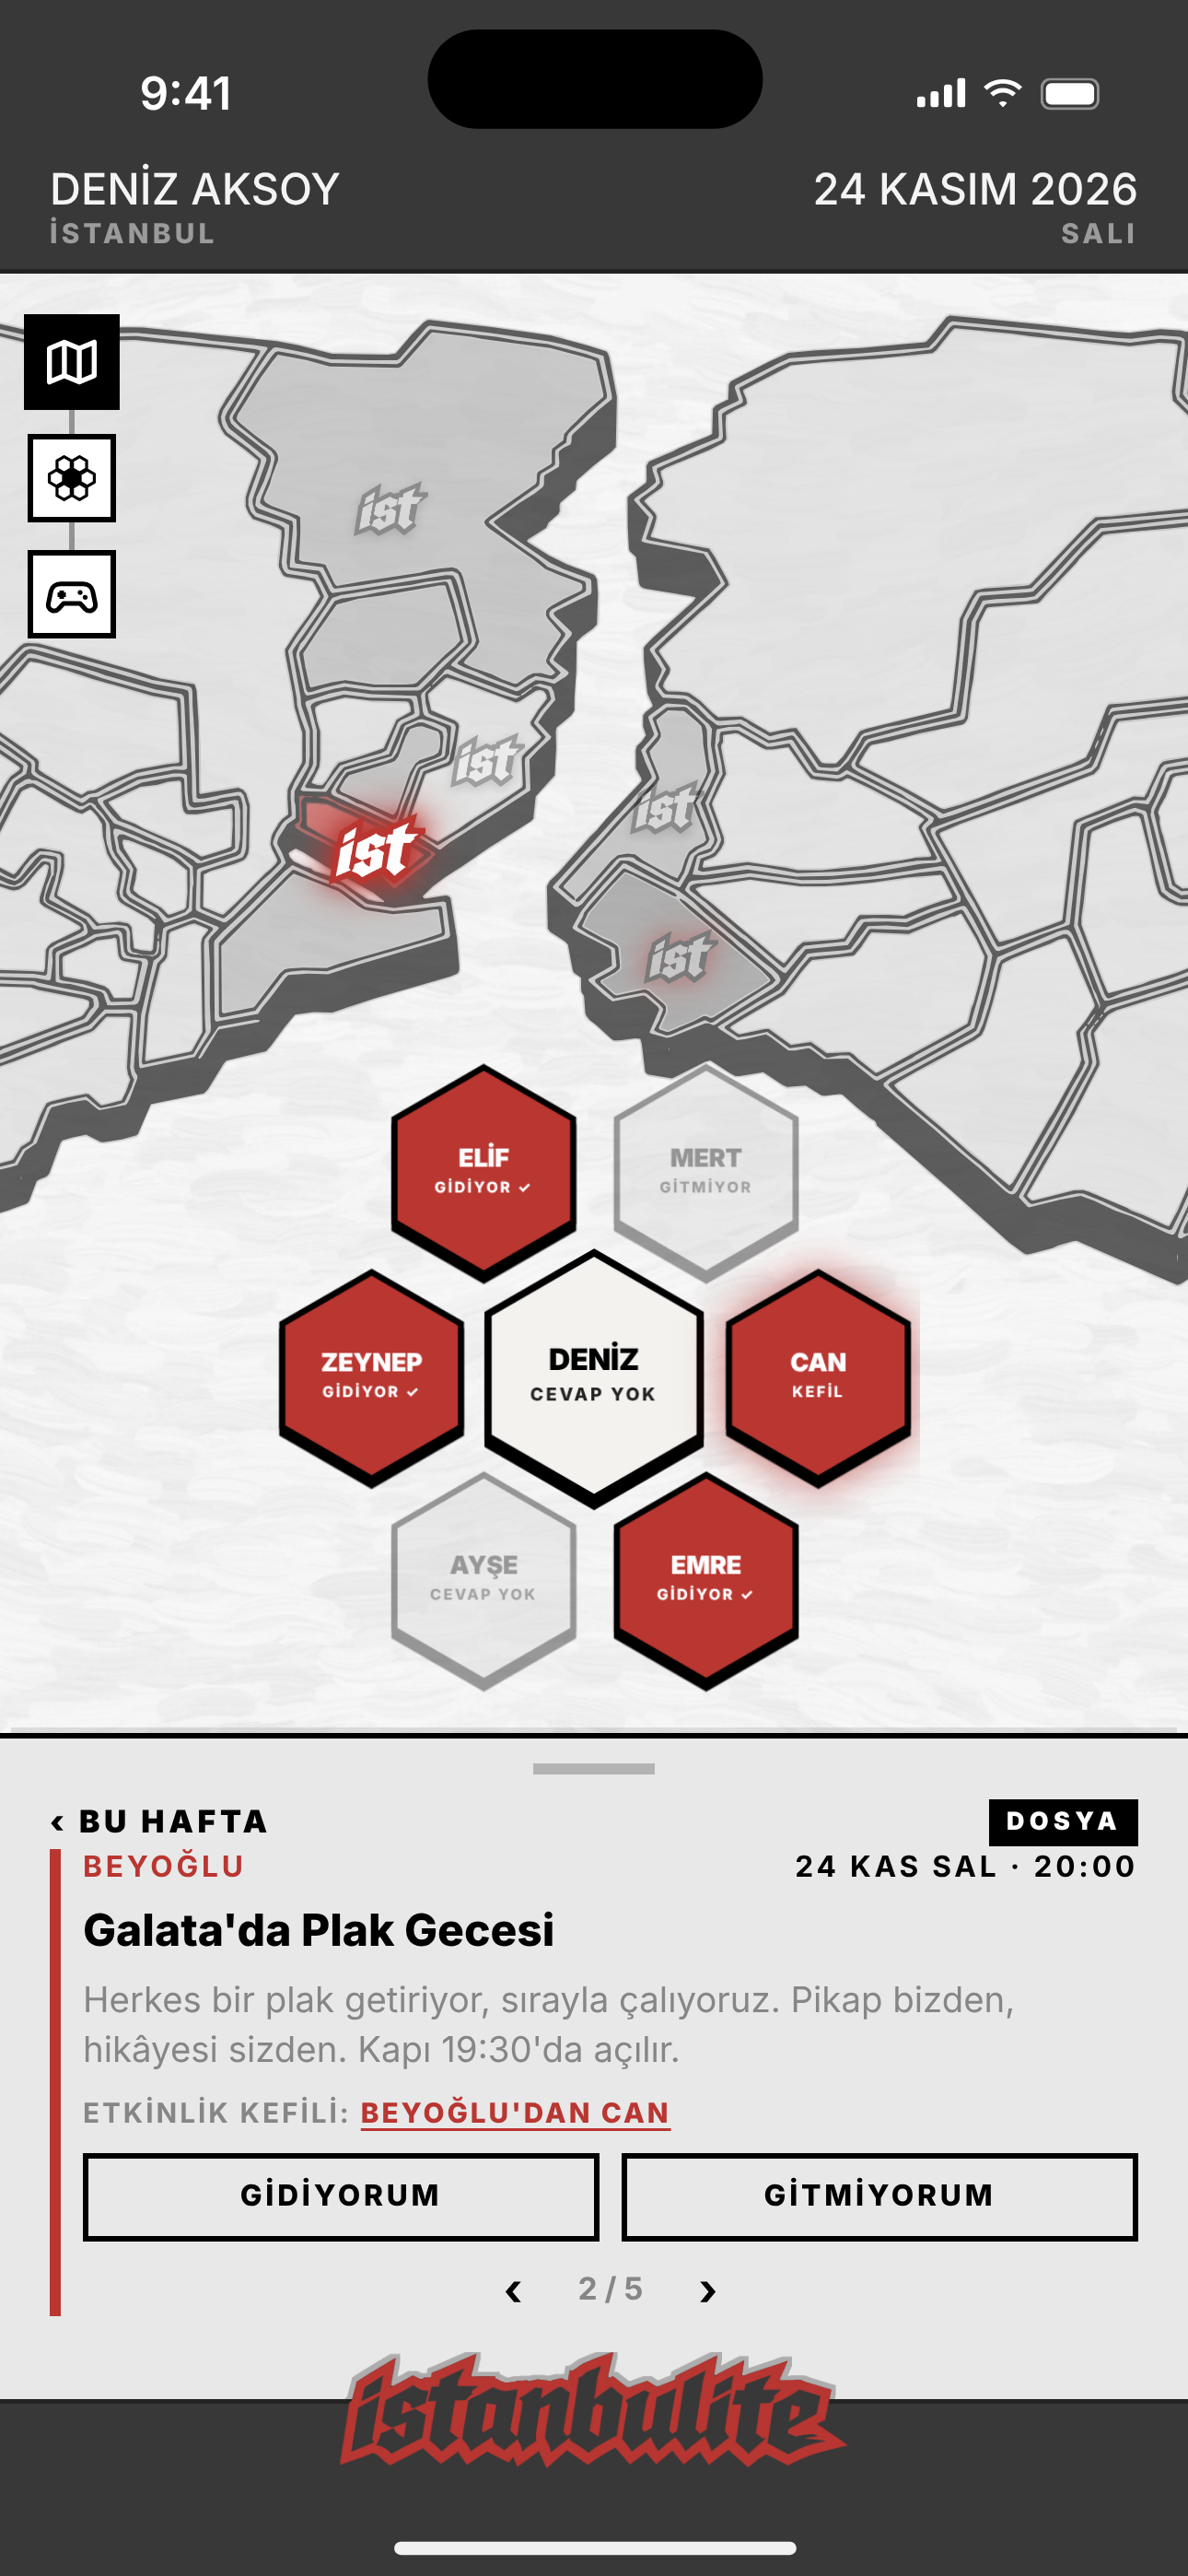 9:41
DENİZ AKSOY
İSTANBUL
24 KASIM 2026
SALI
ist
ist
ist
ist
ist
ELİF
GİDİYOR ✓
MERT
GİTMİYOR
ZEYNEP
GİDİYOR ✓
DENİZ
CEVAP YOK
CAN
KEFİL
AYŞE
CEVAP YOK
EMRE
GİDİYOR ✓
‹ BU HAFTA
DOSYA
BEYOĞLU
24 KAS SAL · 20:00
Galata'da Plak Gecesi
Herkes bir plak getiriyor, sırayla çalıyoruz. Pikap bizden,
hikâyesi sizden. Kapı 19:30'da açılır.
ETKİNLİK KEFİLİ: BEYOĞLU'DAN CAN
GİDİYORUM
GİTMİYORUM
‹ 2 / 5 ›
istanbulite